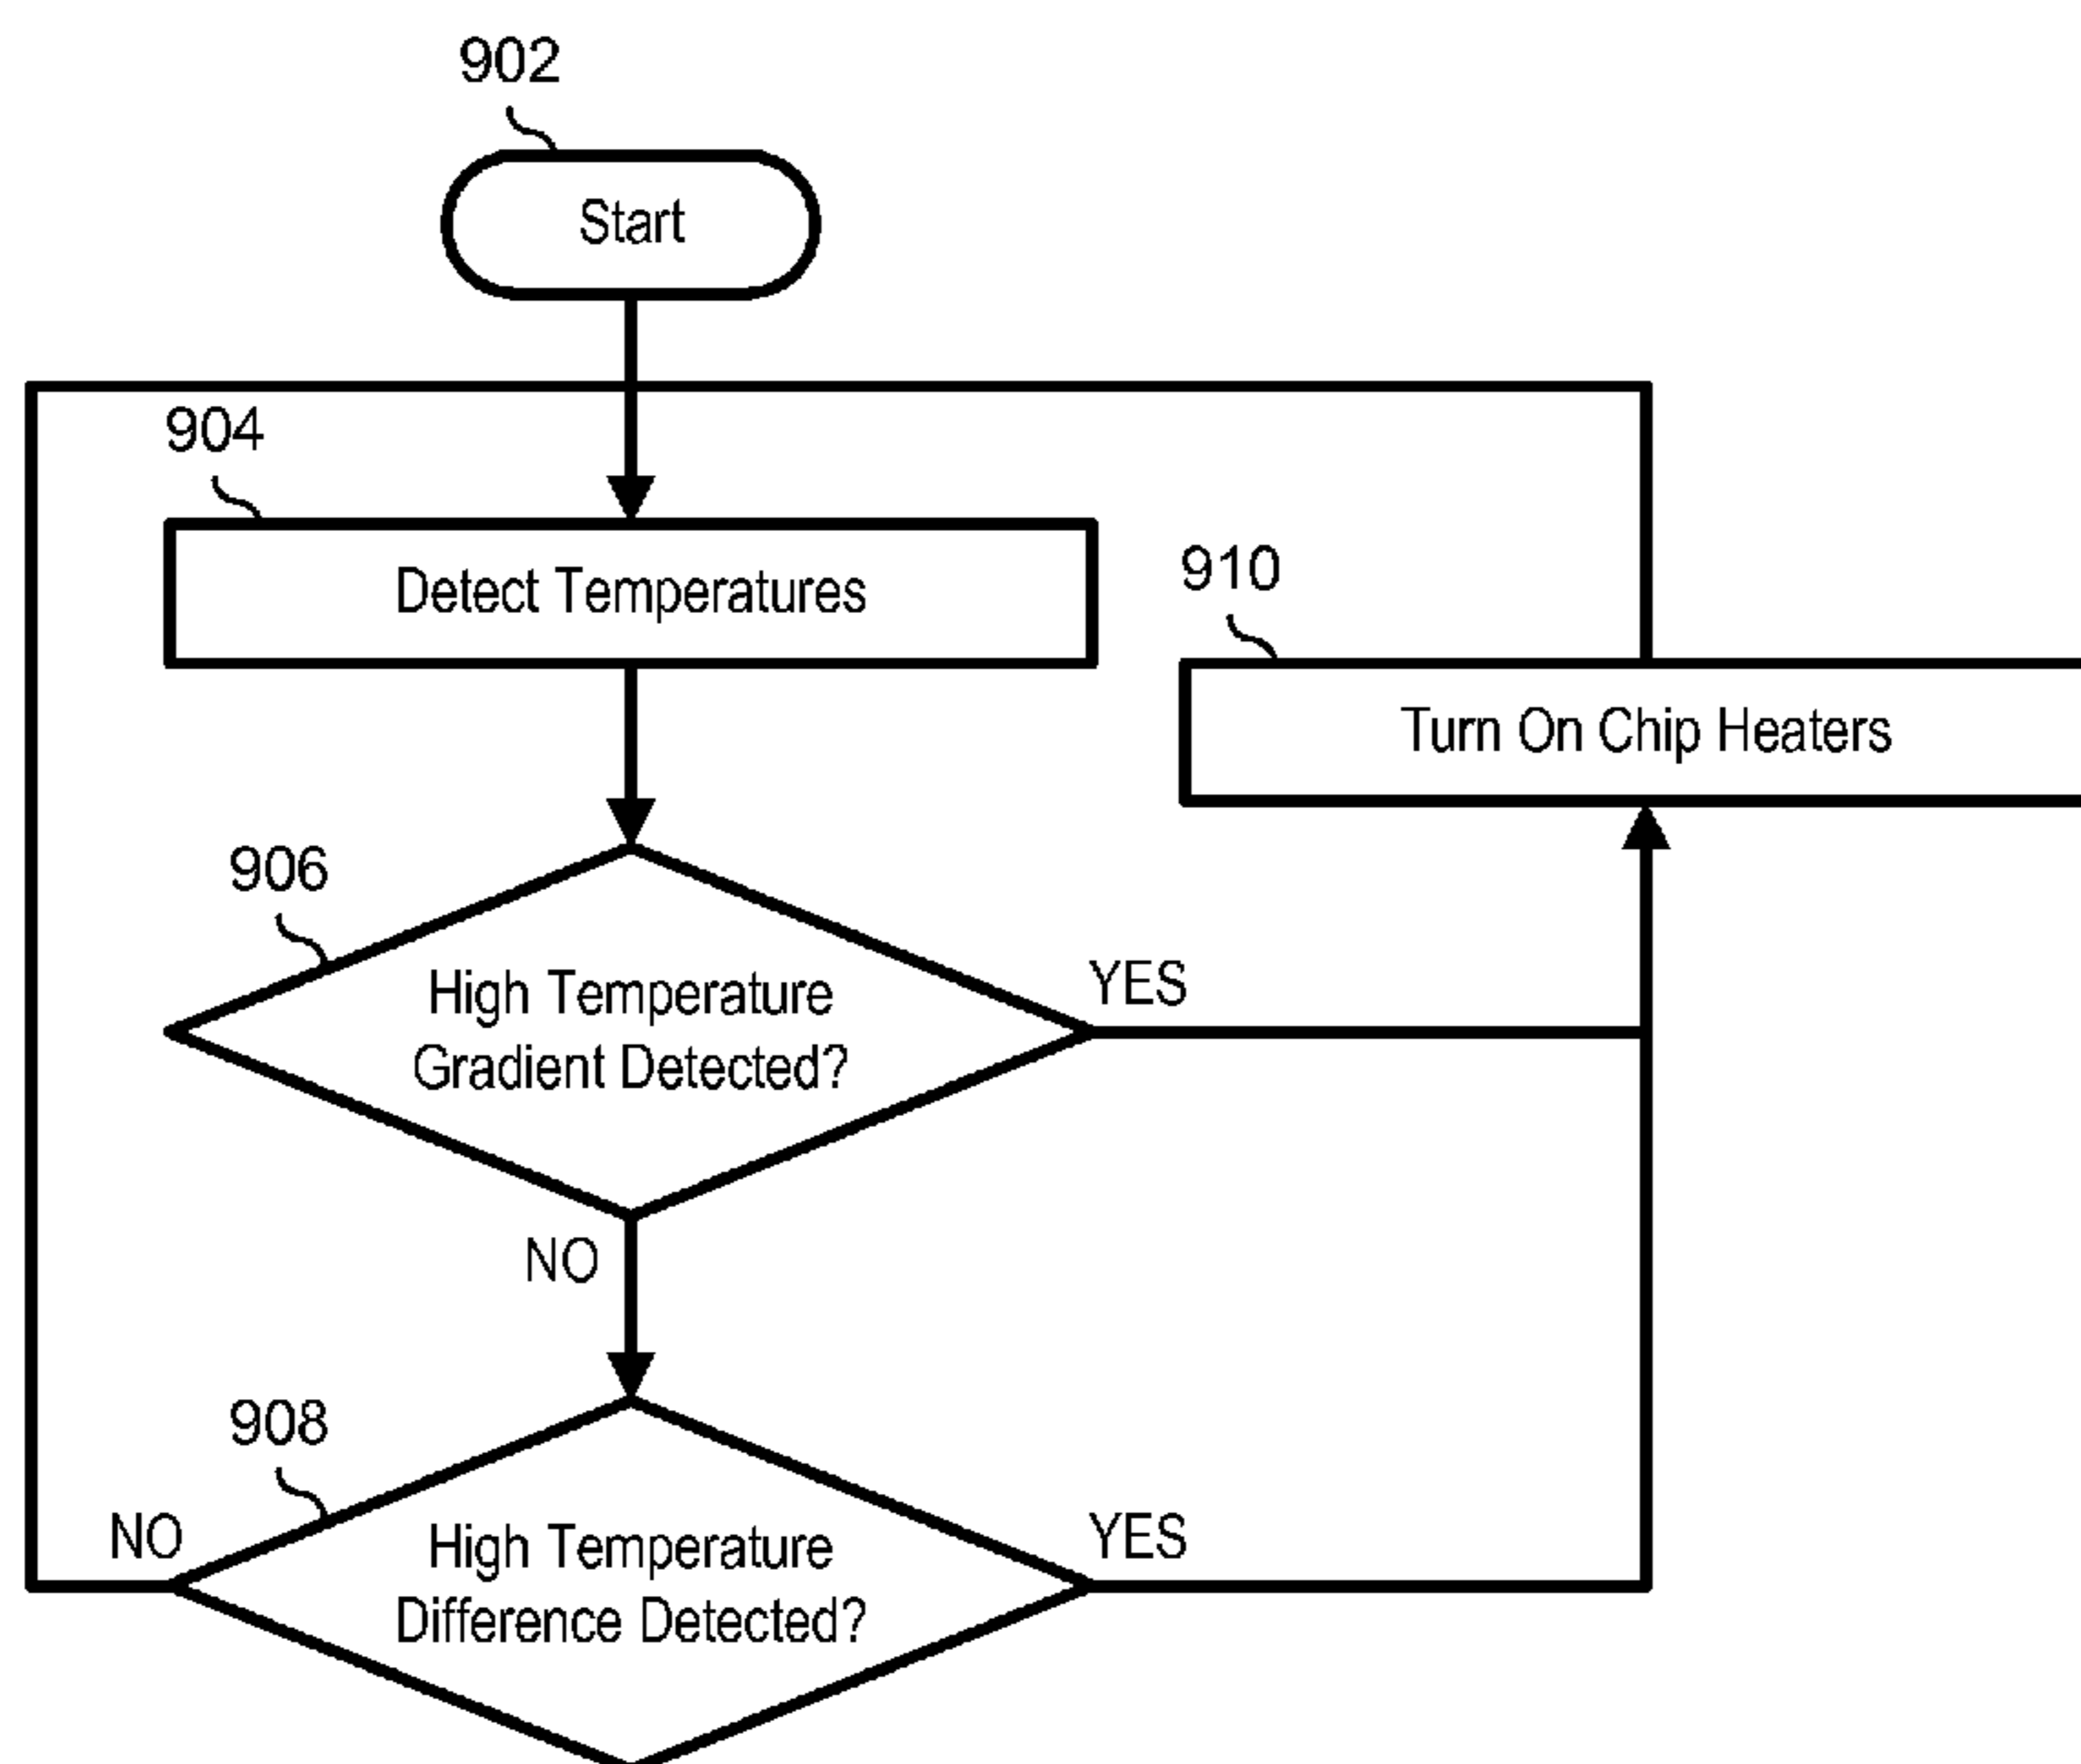 902
Start
904
Detect Temperatures
910
Turn On Chip Heaters
906
High Temperature
Gradient Detected?
YES
NO
908
High Temperature
Difference Detected?
NO
YES